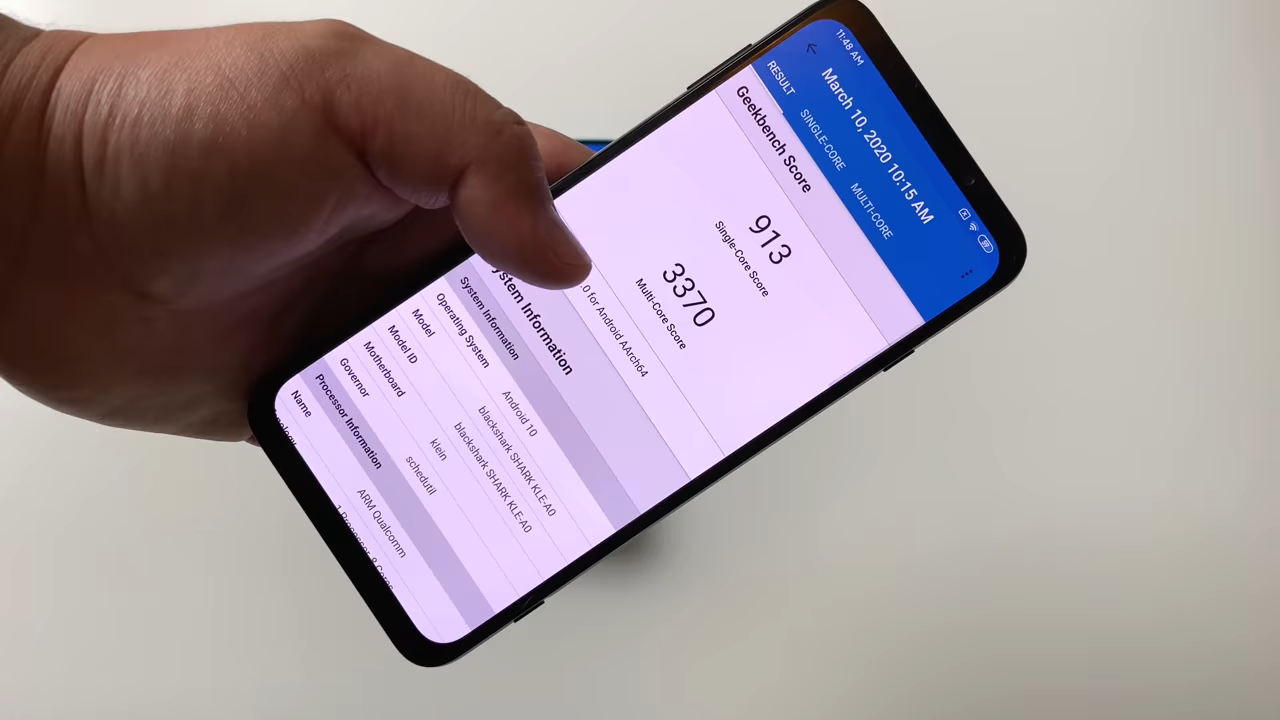 11:48 AM
59
March 10, 2020 10:15 AM
RESULT
SINGLE-CORE
MULTI-CORE
Geekbench Score
913
Single-Core Score
3370
Multi-Core Score
.0 for Android AArch64
ystem Information
System Information
Operating System Android 10
Model blackshark SHARK KLE-A0
Model ID blackshark SHARK KLE-A0
Motherboard klein
Governor schedutil
Processor Information
Name ARM Qualcomm